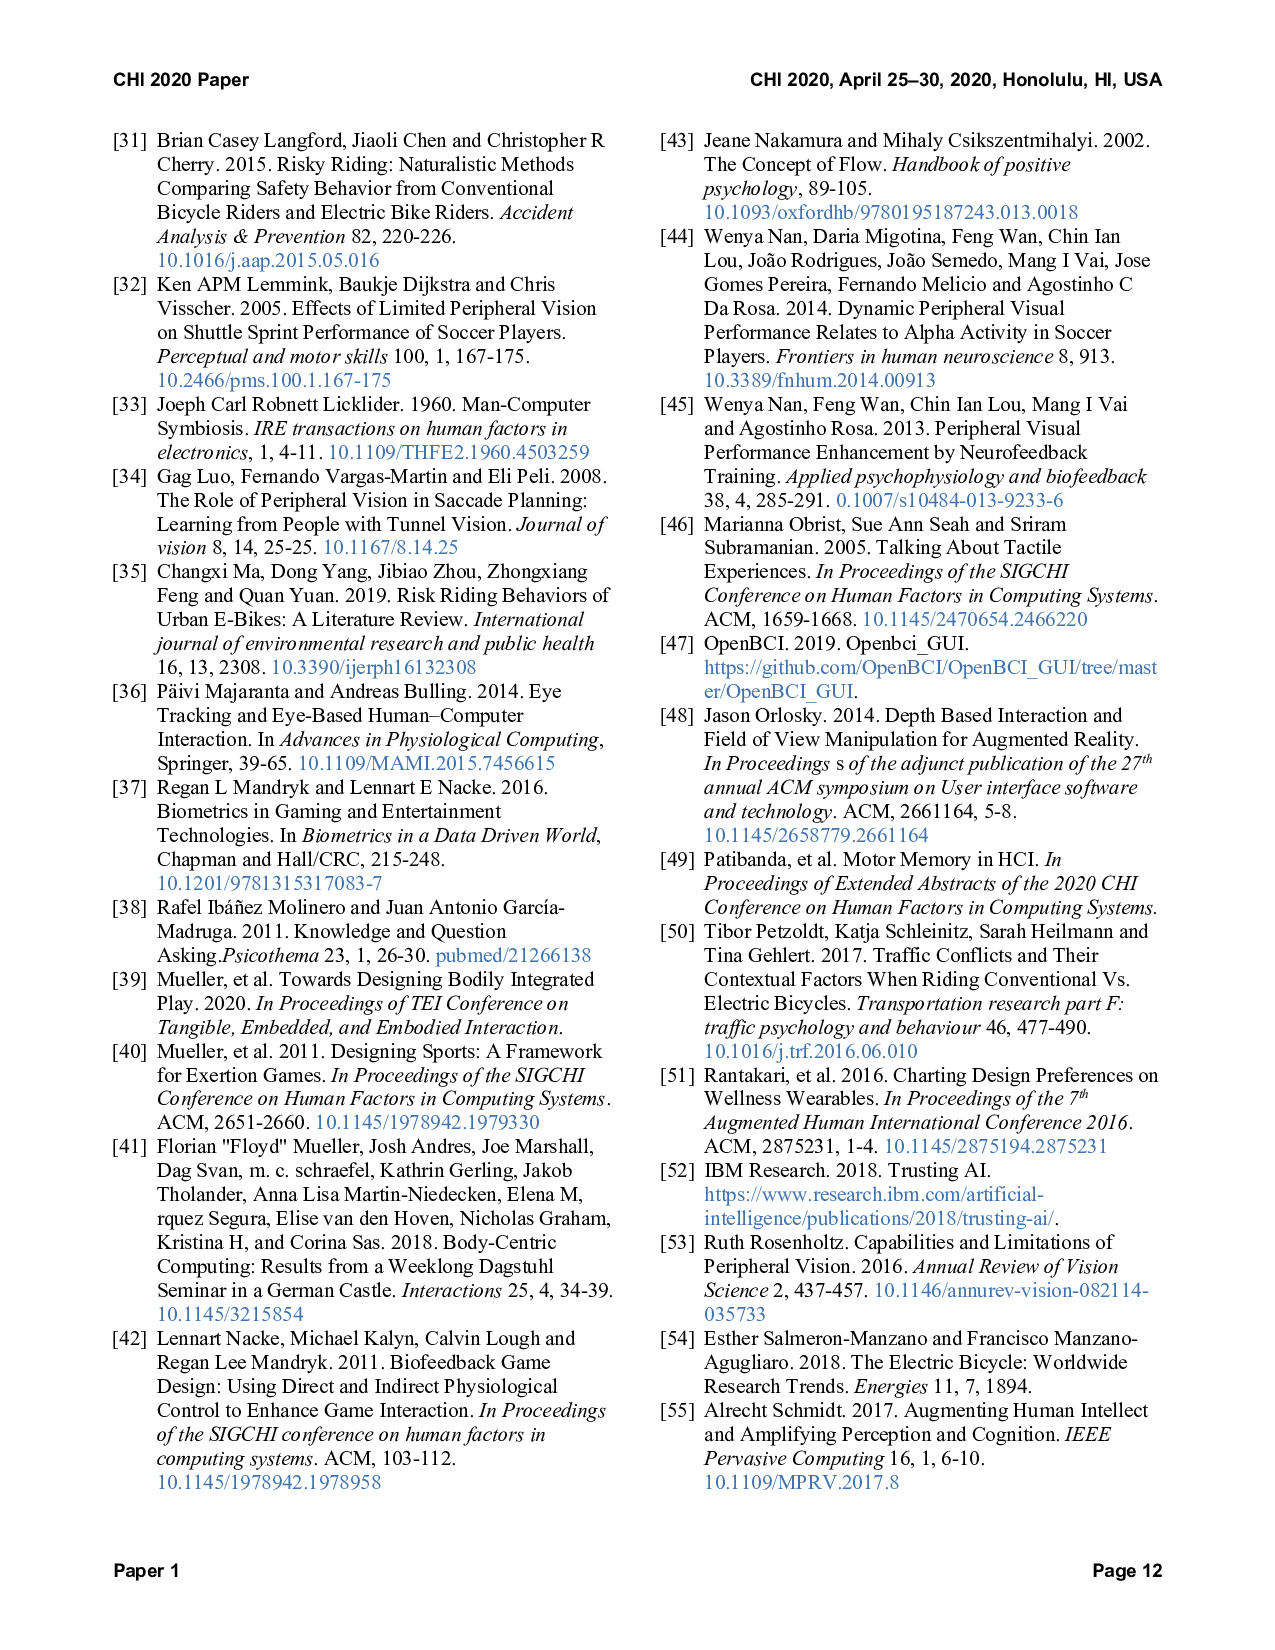 CHI 2020 Paper
CHI 2020, April 25–30, 2020, Honolulu, HI, USA
[31] Brian Casey Langford, Jiaoli Chen and Christopher R
Cherry. 2015. Risky Riding: Naturalistic Methods
Comparing Safety Behavior from Conventional
Bicycle Riders and Electric Bike Riders. Accident
Analysis & Prevention 82, 220-226.
10.1016/j.aap.2015.05.016
[32] Ken APM Lemmink, Baukje Dijkstra and Chris
Visscher. 2005. Effects of Limited Peripheral Vision
on Shuttle Sprint Performance of Soccer Players.
Perceptual and motor skills 100, 1, 167-175.
10.2466/pms.100.1.167-175
[33] Joeph Carl Robnett Licklider. 1960. Man-Computer
Symbiosis. IRE transactions on human factors in
electronics, 1, 4-11. 10.1109/THFE2.1960.4503259
[34] Gag Luo, Fernando Vargas-Martin and Eli Peli. 2008.
The Role of Peripheral Vision in Saccade Planning:
Learning from People with Tunnel Vision. Journal of
vision 8, 14, 25-25. 10.1167/8.14.25
[35] Changxi Ma, Dong Yang, Jibiao Zhou, Zhongxiang
Feng and Quan Yuan. 2019. Risk Riding Behaviors of
Urban E-Bikes: A Literature Review. International
journal of environmental research and public health
16, 13, 2308. 10.3390/ijerph16132308
[36] Päivi Majaranta and Andreas Bulling. 2014. Eye
Tracking and Eye-Based Human–Computer
Interaction. In Advances in Physiological Computing,
Springer, 39-65. 10.1109/MAMI.2015.7456615
[37] Regan L Mandryk and Lennart E Nacke. 2016.
Biometrics in Gaming and Entertainment
Technologies. In Biometrics in a Data Driven World,
Chapman and Hall/CRC, 215-248.
10.1201/9781315317083-7
[38] Rafel Ibáñez Molinero and Juan Antonio García-
Madruga. 2011. Knowledge and Question
Asking.Psicothema 23, 1, 26-30. pubmed/21266138
[39] Mueller, et al. Towards Designing Bodily Integrated
Play. 2020. In Proceedings of TEI Conference on
Tangible, Embedded, and Embodied Interaction.
[40] Mueller, et al. 2011. Designing Sports: A Framework
for Exertion Games. In Proceedings of the SIGCHI
Conference on Human Factors in Computing Systems.
ACM, 2651-2660. 10.1145/1978942.1979330
[41] Florian "Floyd" Mueller, Josh Andres, Joe Marshall,
Dag Svan, m. c. schraefel, Kathrin Gerling, Jakob
Tholander, Anna Lisa Martin-Niedecken, Elena M,
rquez Segura, Elise van den Hoven, Nicholas Graham,
Kristina H, and Corina Sas. 2018. Body-Centric
Computing: Results from a Weeklong Dagstuhl
Seminar in a German Castle. Interactions 25, 4, 34-39.
10.1145/3215854
[42] Lennart Nacke, Michael Kalyn, Calvin Lough and
Regan Lee Mandryk. 2011. Biofeedback Game
Design: Using Direct and Indirect Physiological
Control to Enhance Game Interaction. In Proceedings
of the SIGCHI conference on human factors in
computing systems. ACM, 103-112.
10.1145/1978942.1978958
[43] Jeane Nakamura and Mihaly Csikszentmihalyi. 2002.
The Concept of Flow. Handbook of positive
psychology, 89-105.
10.1093/oxfordhb/9780195187243.013.0018
[44] Wenya Nan, Daria Migotina, Feng Wan, Chin Ian
Lou, João Rodrigues, João Semedo, Mang I Vai, Jose
Gomes Pereira, Fernando Melicio and Agostinho C
Da Rosa. 2014. Dynamic Peripheral Visual
Performance Relates to Alpha Activity in Soccer
Players. Frontiers in human neuroscience 8, 913.
10.3389/fnhum.2014.00913
[45] Wenya Nan, Feng Wan, Chin Ian Lou, Mang I Vai
and Agostinho Rosa. 2013. Peripheral Visual
Performance Enhancement by Neurofeedback
Training. Applied psychophysiology and biofeedback
38, 4, 285-291. 0.1007/s10484-013-9233-6
[46] Marianna Obrist, Sue Ann Seah and Sriram
Subramanian. 2005. Talking About Tactile
Experiences. In Proceedings of the SIGCHI
Conference on Human Factors in Computing Systems.
ACM, 1659-1668. 10.1145/2470654.2466220
[47] OpenBCI. 2019. Openbci_GUI.
https://github.com/OpenBCI/OpenBCI_GUI/tree/mast
er/OpenBCI_GUI.
[48] Jason Orlosky. 2014. Depth Based Interaction and
Field of View Manipulation for Augmented Reality.
In Proceedings s of the adjunct publication of the 27th
annual ACM symposium on User interface software
and technology. ACM, 2661164, 5-8.
10.1145/2658779.2661164
[49] Patibanda, et al. Motor Memory in HCI. In
Proceedings of Extended Abstracts of the 2020 CHI
Conference on Human Factors in Computing Systems.
[50] Tibor Petzoldt, Katja Schleinitz, Sarah Heilmann and
Tina Gehlert. 2017. Traffic Conflicts and Their
Contextual Factors When Riding Conventional Vs.
Electric Bicycles. Transportation research part F:
traffic psychology and behaviour 46, 477-490.
10.1016/j.trf.2016.06.010
[51] Rantakari, et al. 2016. Charting Design Preferences on
Wellness Wearables. In Proceedings of the 7th
Augmented Human International Conference 2016.
ACM, 2875231, 1-4. 10.1145/2875194.2875231
[52] IBM Research. 2018. Trusting AI.
https://www.research.ibm.com/artificial-
intelligence/publications/2018/trusting-ai/.
[53] Ruth Rosenholtz. Capabilities and Limitations of
Peripheral Vision. 2016. Annual Review of Vision
Science 2, 437-457. 10.1146/annurev-vision-082114-
035733
[54] Esther Salmeron-Manzano and Francisco Manzano-
Agugliaro. 2018. The Electric Bicycle: Worldwide
Research Trends. Energies 11, 7, 1894.
[55] Alrecht Schmidt. 2017. Augmenting Human Intellect
and Amplifying Perception and Cognition. IEEE
Pervasive Computing 16, 1, 6-10.
10.1109/MPRV.2017.8
Paper 1
Page 12